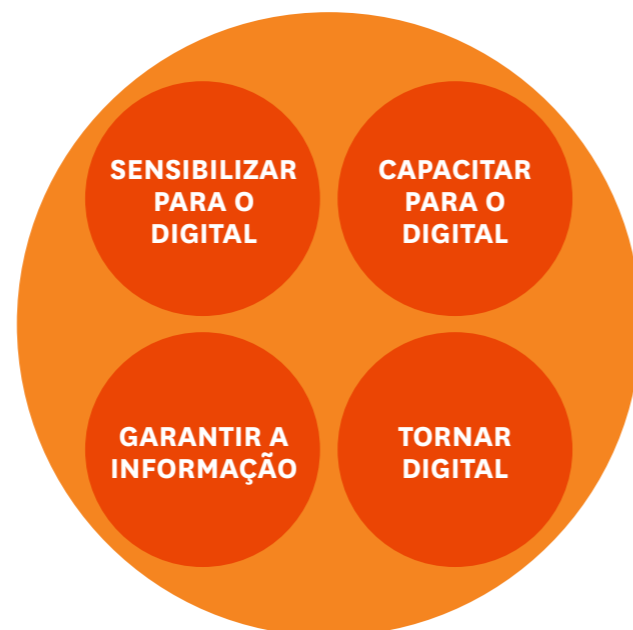 SENSIBILIZAR
PARA O
DIGITAL
CAPACITAR
PARA O
DIGITAL
GARANTIR A
INFORMAÇÃO
TORNAR
DIGITAL